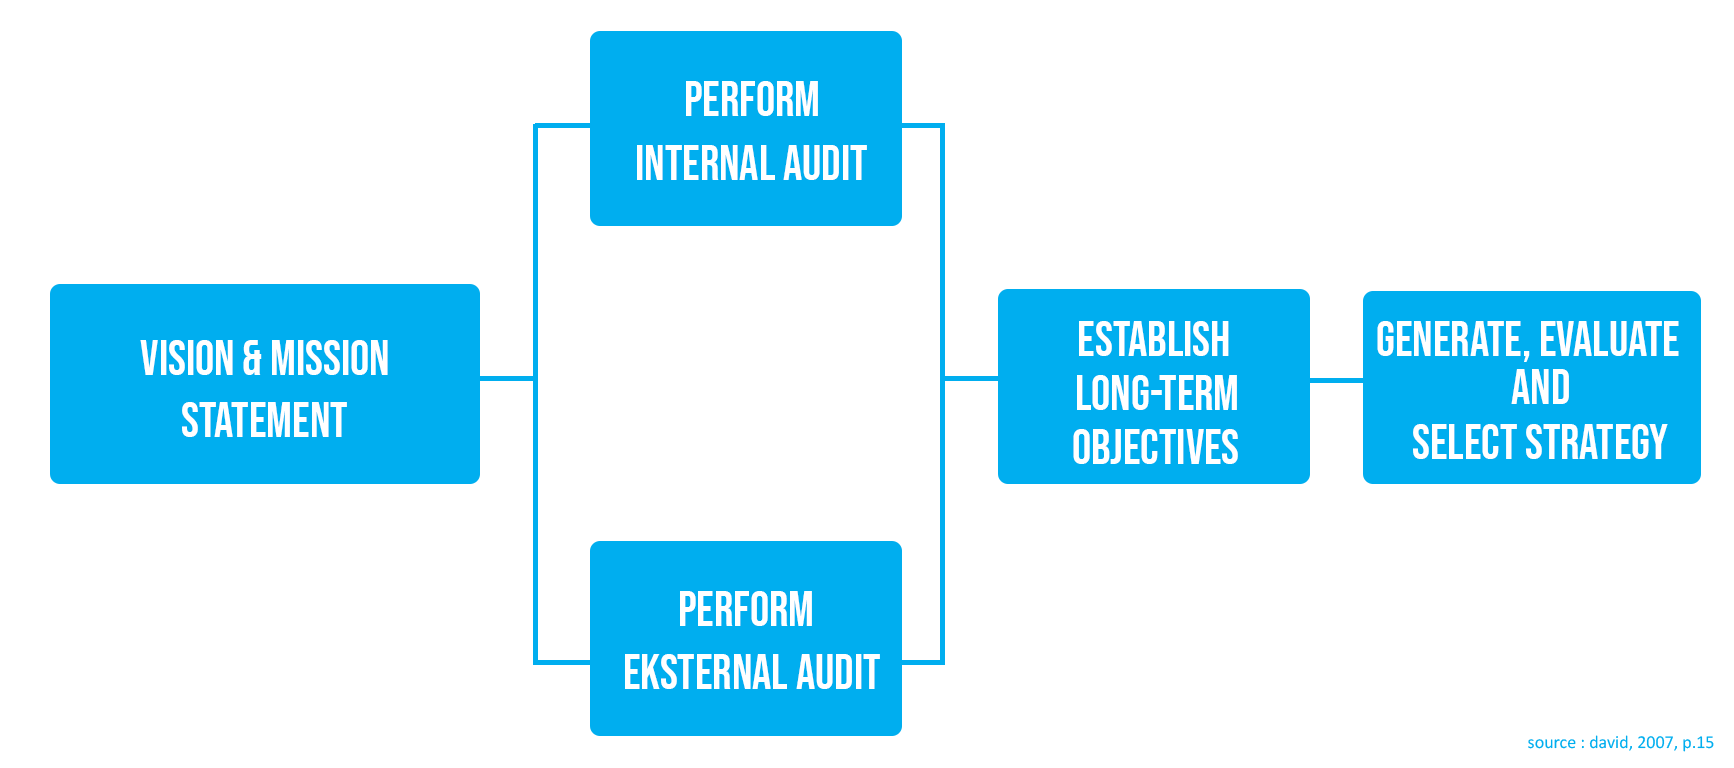 PERFORM
INTERNAL AUDIT
VISION & MISSION
STATEMENT
ESTABLISH
LONG-TERM
OBJECTIVES
GENERATE, EVALUATE
AND
SELECT STRATEGY
PERFORM
EKSTERNAL AUDIT
source : david, 2007, p.15